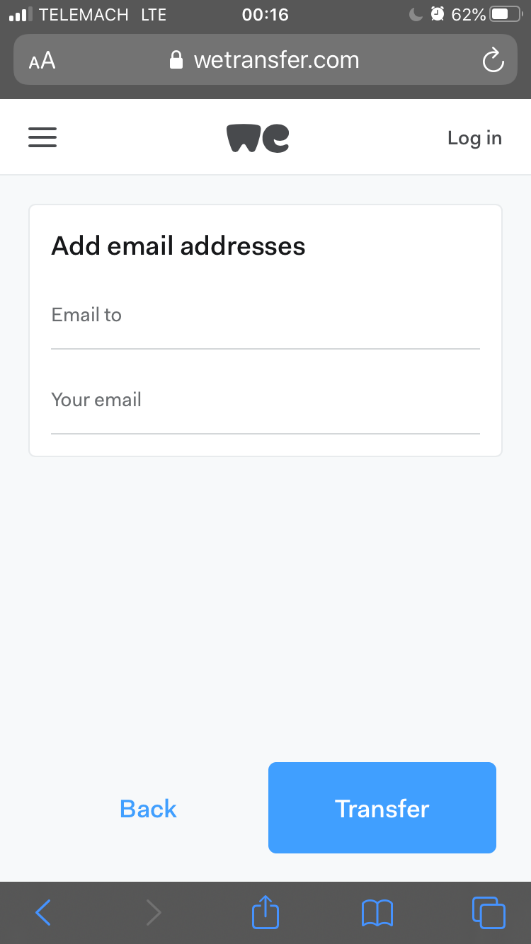 TELEMACH LTE 00:16 62%
AA wetransfer.com
we Log in
Add email addresses
Email to
Your email
Back Transfer